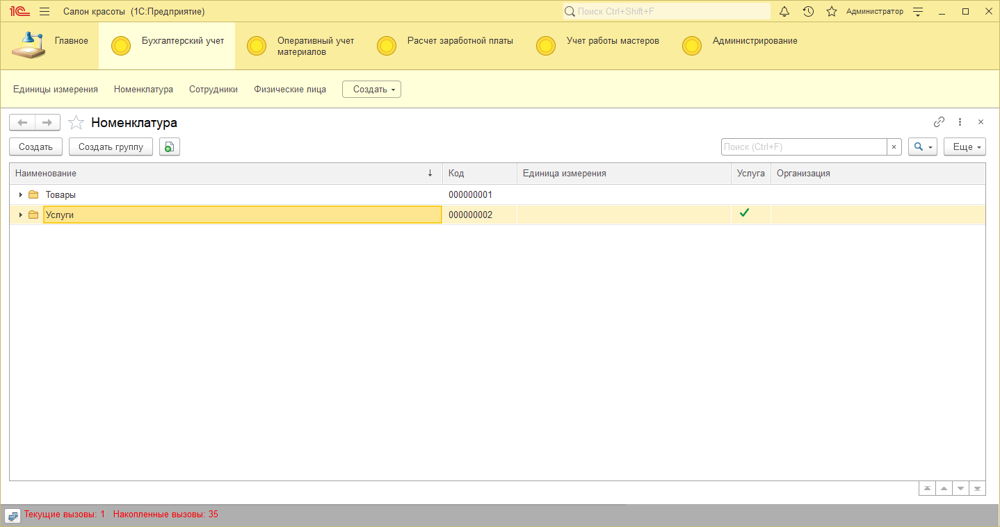 1С Салон красоты (1С:Предприятие) Поиск Ctrl+Shift+F Администратор
Главное Бухгалтерский учет Оперативный учет материалов Расчет заработной платы Учет работы мастеров Администрирование
Единицы измерения Номенклатура Сотрудники Физические лица Создать
Номенклатура
Создать Создать группу Поиск (Ctrl+F) × Еще
Наименование ↓ Код Единица измерения Услуга Организация
Товары 000000001
Услуги 000000002
Текущие вызовы: 1 Накопленные вызовы: 35